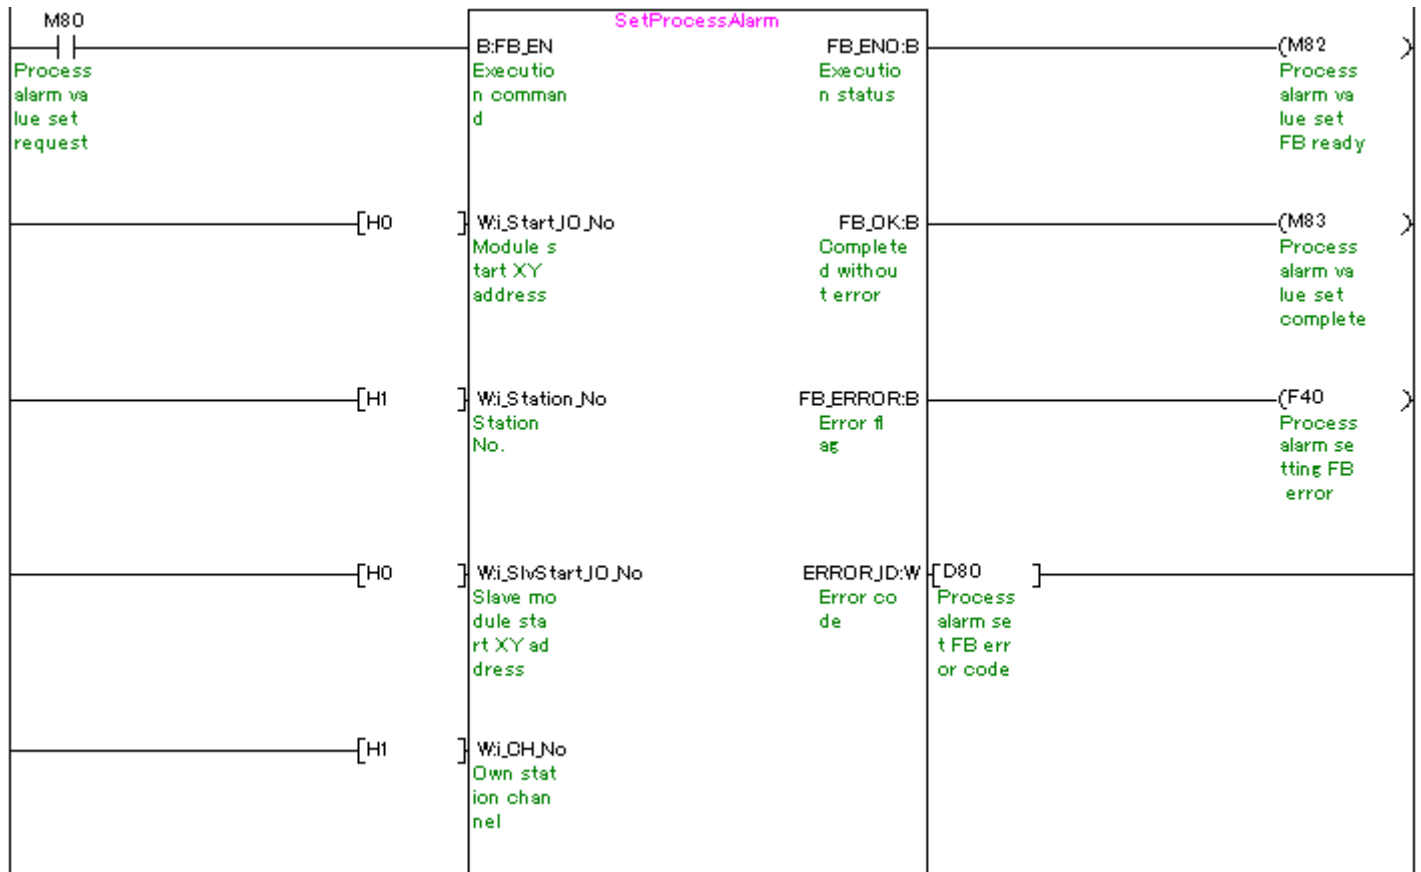 M80
SetProcessAlarm
B:FB_EN
FB_ENO:B
(M82 )
Process
alarm va
lue set
request
Executio
n comman
d
Executio
n status
Process
alarm va
lue set
FB ready
[H0 ]
W:i_Start_IO_No
FB_OK:B
(M83 )
Module s
tart XY
address
Complete
d withou
t error
Process
alarm va
lue set
complete
[H1 ]
W:i_Station_No
FB_ERROR:B
(F40 )
Station
No.
Error fl
ag
Process
alarm se
tting FB
error
[H0 ]
W:i_SlvStart_IO_No
ERROR_ID:W
[D80 ]
Slave mo
dule sta
rt XY ad
dress
Error co
de
Process
alarm se
t FB err
or code
[H1 ]
W:i_CH_No
Own stat
ion chan
nel